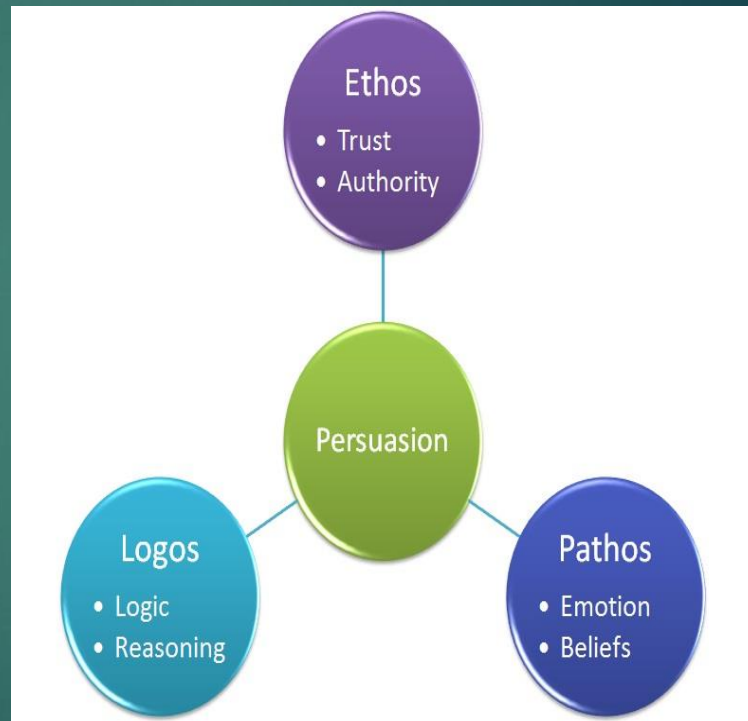 Ethos
• Trust
• Authority
Persuasion
Logos
• Logic
• Reasoning
Pathos
• Emotion
• Beliefs